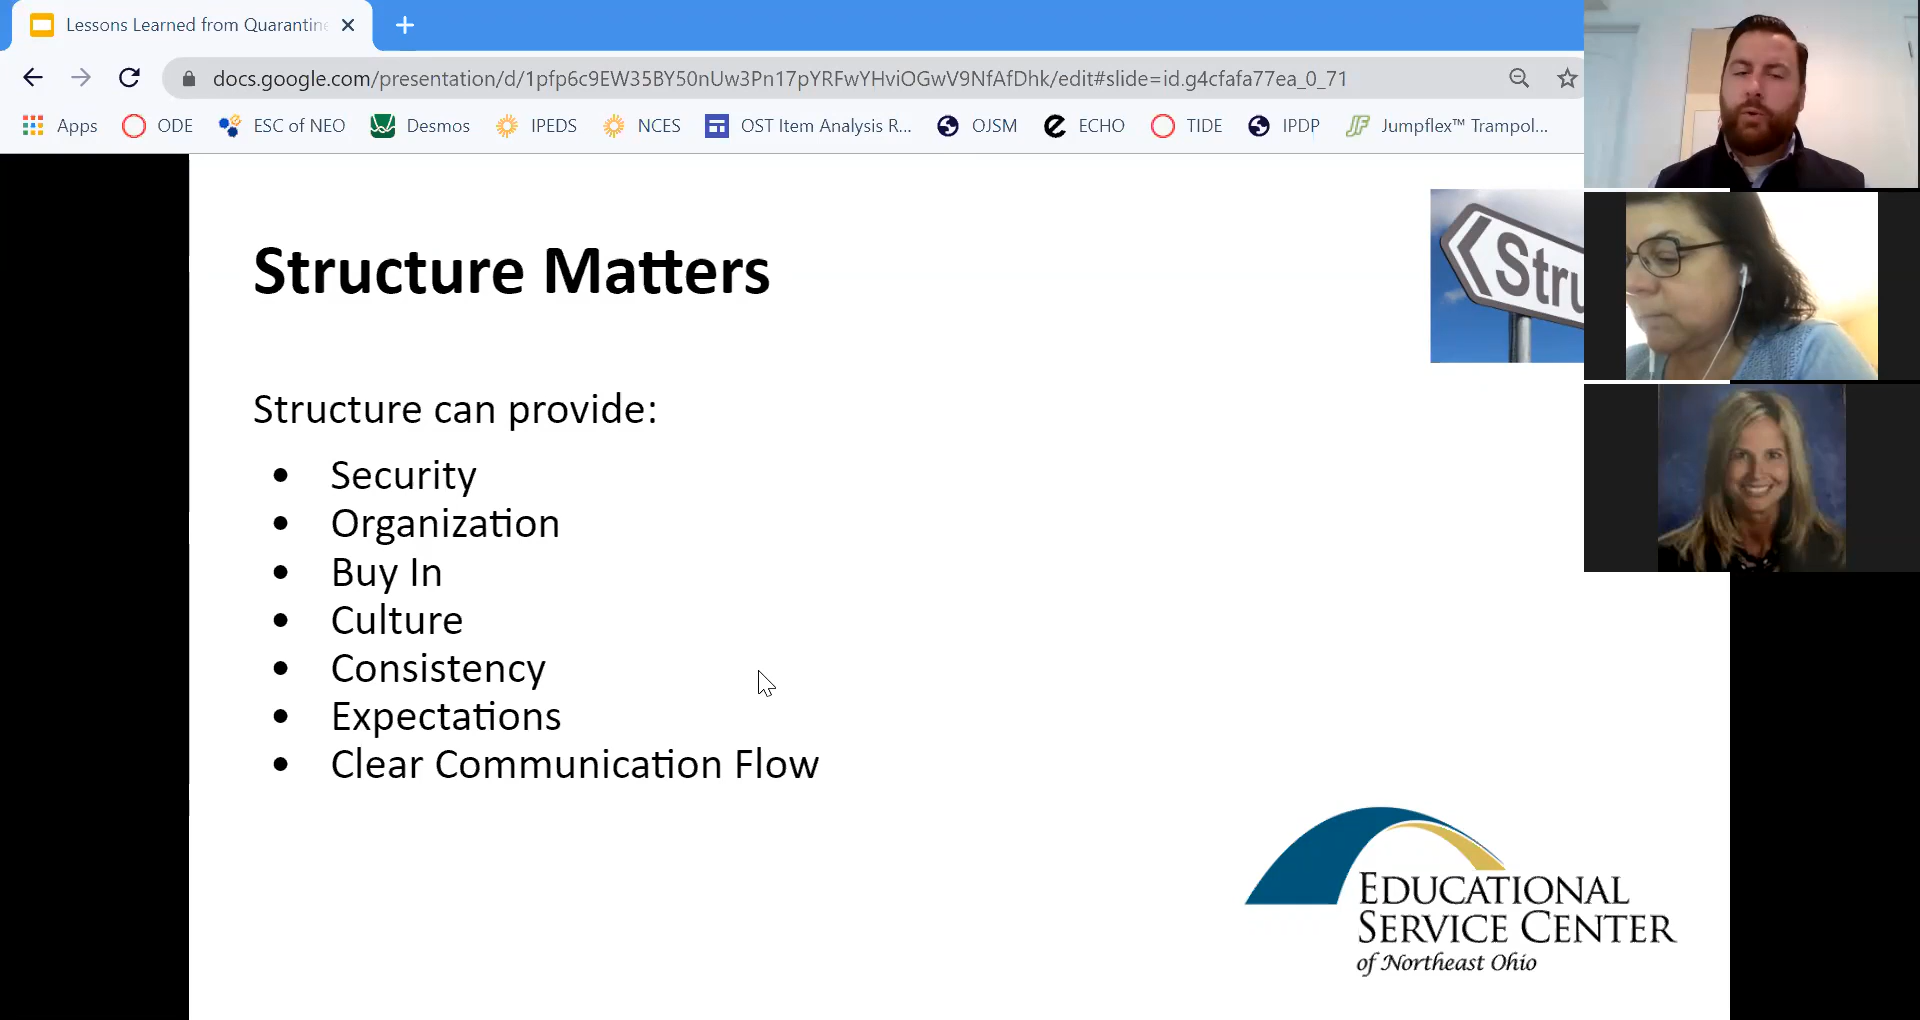 Lessons Learned from Quarantine
docs.google.com/presentation/d/1pfp6c9EW35BY50nUw3Pn17pYRFwYHviOGwV9NfAfDhk/edit#slide=id.g4cfafa77ea_0_71
Apps ODE ESC of NEO Desmos IPEDS NCES OST Item Analysis R... OJSM ECHO TIDE IPDP Jumpflex™ Trampol...
Stru
Structure Matters
Structure can provide:
• Security
• Organization
• Buy In
• Culture
• Consistency
• Expectations
• Clear Communication Flow
EDUCATIONAL
SERVICE CENTER
of Northeast Ohio